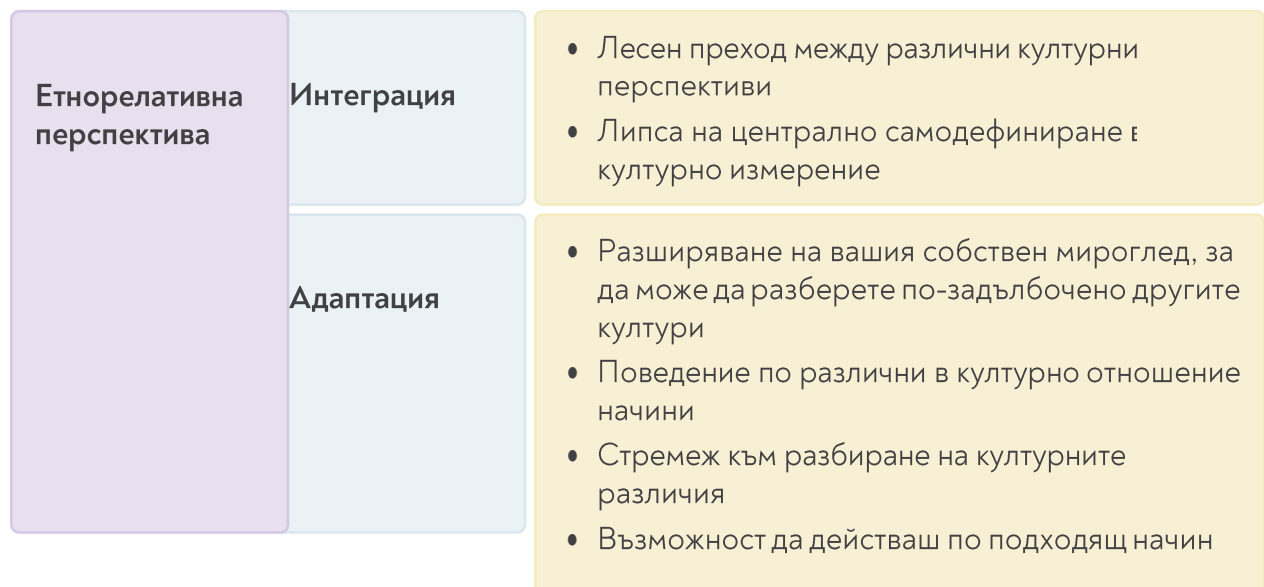 Етнорелативна
перспектива
Интеграция
• Лесен преход между различни културни
перспективи
• Липса на централно самодефиниране в
културно измерение
Адаптация
• Разширяване на вашия собствен мироглед, за
да може да разберете по-задълбочено другите
култури
• Поведение по различни в културно отношение
начини
• Стремеж към разбиране на културните
различия
• Възможност да действаш по подходящ начин